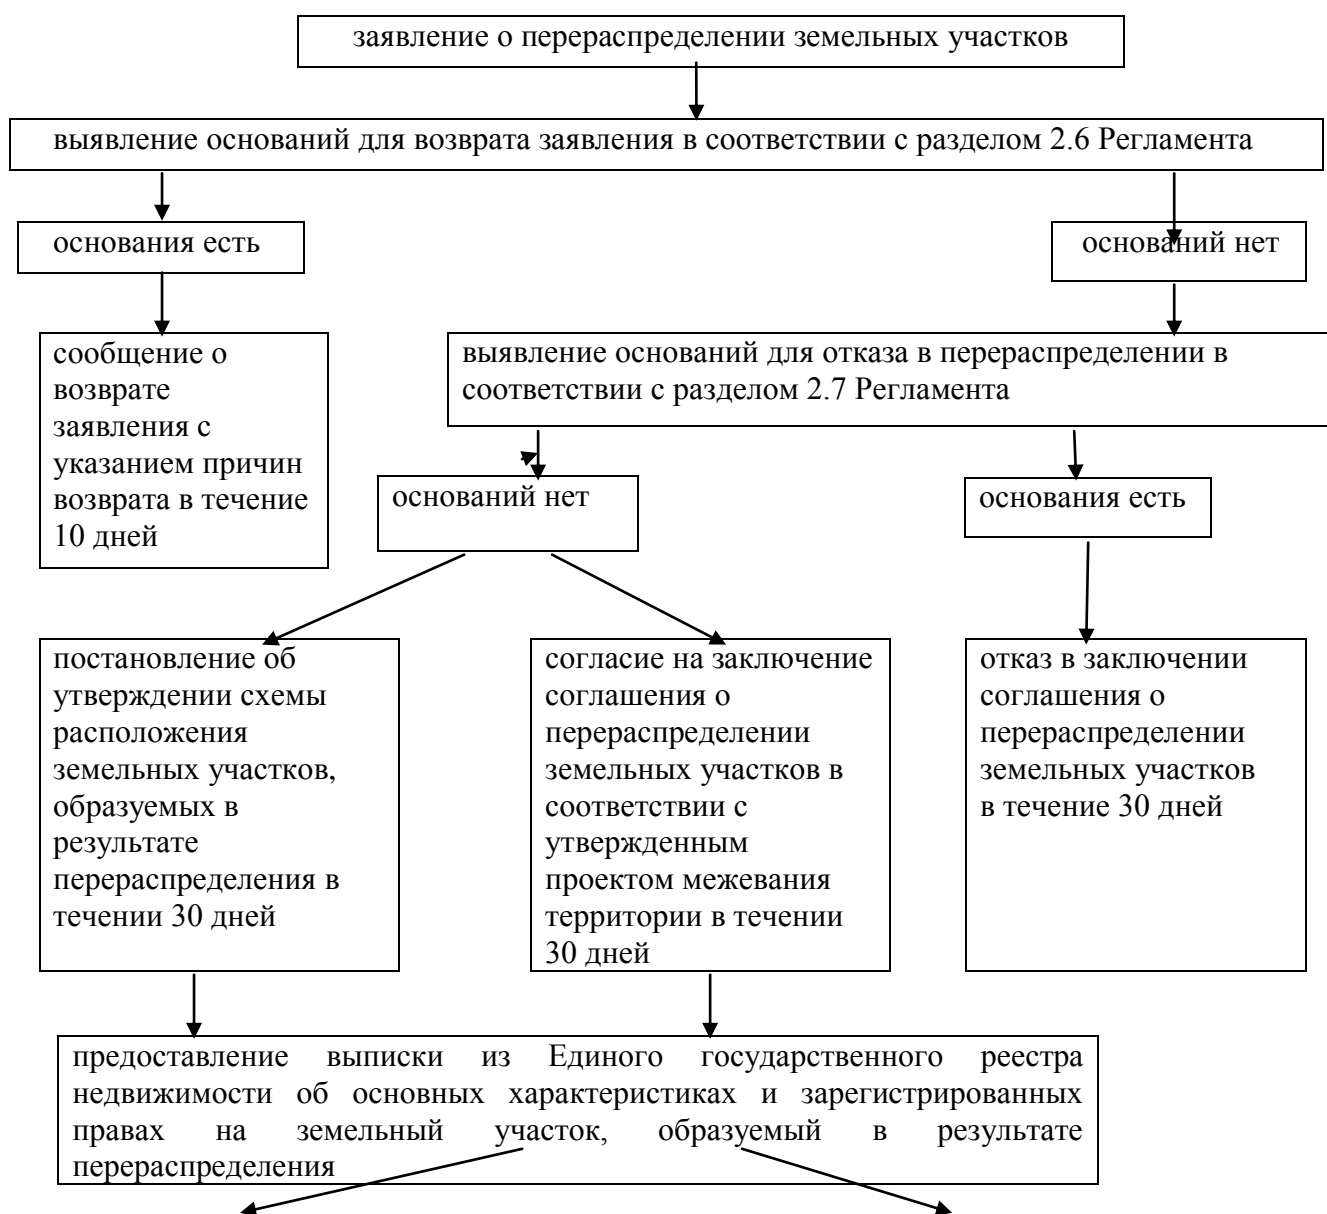 заявление о перераспределении земельных участков
выявление оснований для возврата заявления в соответствии с разделом 2.6 Регламента
основания есть
оснований нет
сообщение о
возврате
заявления с
указанием причин
возврата в течение
10 дней
выявление оснований для отказа в перераспределении в
соответствии с разделом 2.7 Регламента
оснований нет
основания есть
постановление об
утверждении схемы
расположения
земельных участков,
образуемых в
результате
перераспределения в
течении 30 дней
согласие на заключение
соглашения о
перераспределении
земельных участков в
соответствии с
утвержденным
проектом межевания
территории в течении
30 дней
отказ в заключении
соглашения о
перераспределении
земельных участков
в течение 30 дней
предоставление выписки из Единого государственного реестра
недвижимости об основных характеристиках и зарегистрированных
правах на земельный участок, образуемый в результате
перераспределения